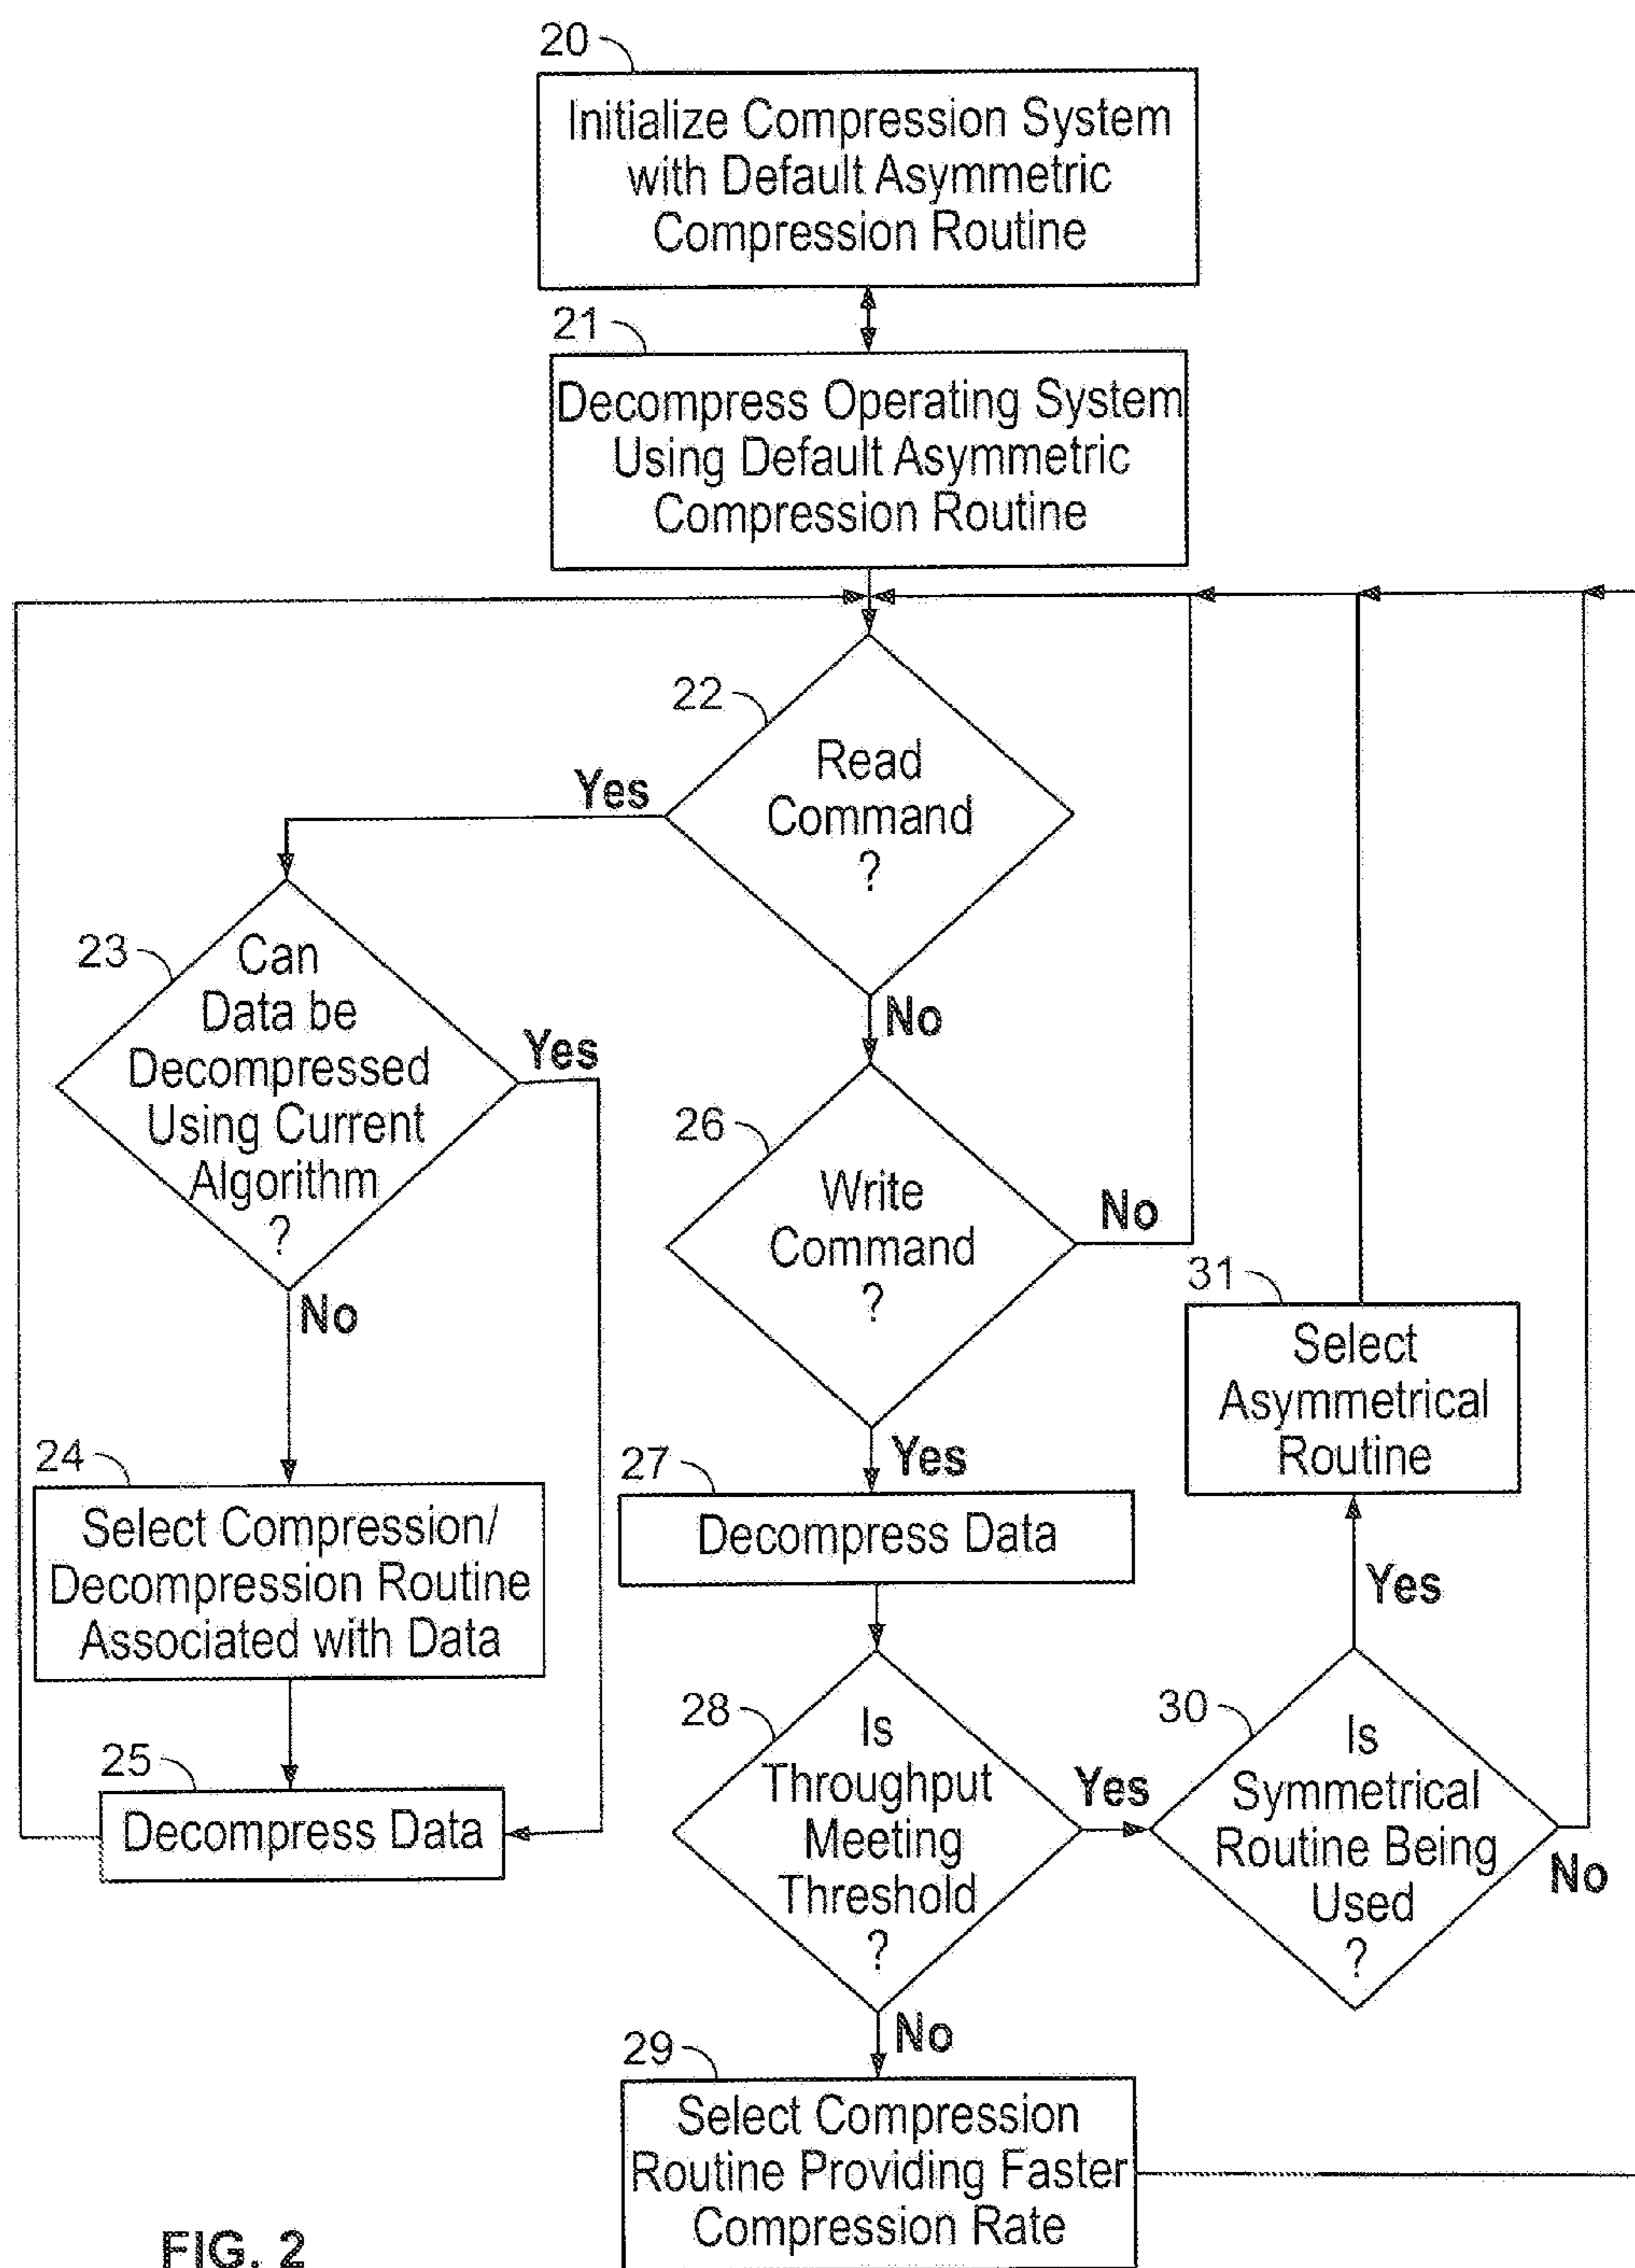 20
Initialize Compression System
with Default Asymmetric
Compression Routine
21
Decompress Operating System
Using Default Asymmetric
Compression Routine
22
Read
Command
?
Yes
No
23
Can
Data be
Decompressed
Using Current
Algorithm
?
Yes
No
24
Select Compression/
Decompression Routine
Associated with Data
25
Decompress Data
26
Write
Command
?
No
Yes
27
Decompress Data
28
Is
Throughput
Meeting
Threshold
?
Yes
No
29
Select Compression
Routine Providing Faster
Compression Rate
30
Is
Symmetrical
Routine Being
Used
?
Yes
No
31
Select
Asymmetrical
Routine
FIG. 2